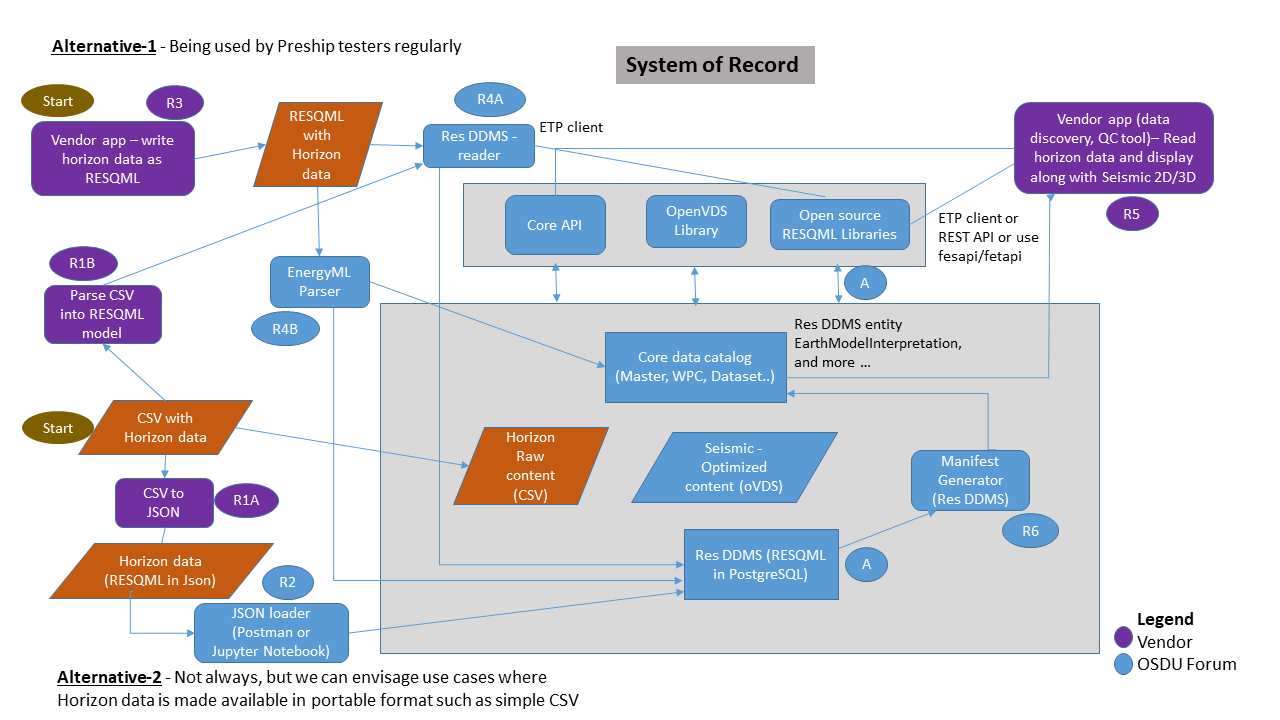 Alternative-1 - Being used by Preship testers regularly
System of Record
Start
R3
R4A
Vendor app – write
horizon data as
RESQML
RESQML
with
Horizon
data
Res DDMS -
reader
ETP client
Vendor app (data
discovery, QC tool)– Read
horizon data and display
along with Seismic 2D/3D
R5
Core API
OpenVDS
Library
Open source
RESQML Libraries
ETP client or
REST API or use
fesapi/fetapi
R1B
Parse CSV
into RESQML
model
EnergyML
Parser
R4B
A
Res DDMS entity
EarthModelInterpretation,
and more …
Core data catalog
(Master, WPC, Dataset..)
Start
CSV with
Horizon data
Horizon
Raw
content
(CSV)
Seismic -
Optimized
content (oVDS)
Manifest
Generator
(Res DDMS)
R6
CSV to
JSON
R1A
Horizon data
(RESQML in Json)
R2
Res DDMS (RESQML
in PostgreSQL)
A
JSON loader
(Postman or
Jupyter Notebook)
Legend
Vendor
OSDU Forum
Alternative-2 - Not always, but we can envisage use cases where
Horizon data is made available in portable format such as simple CSV